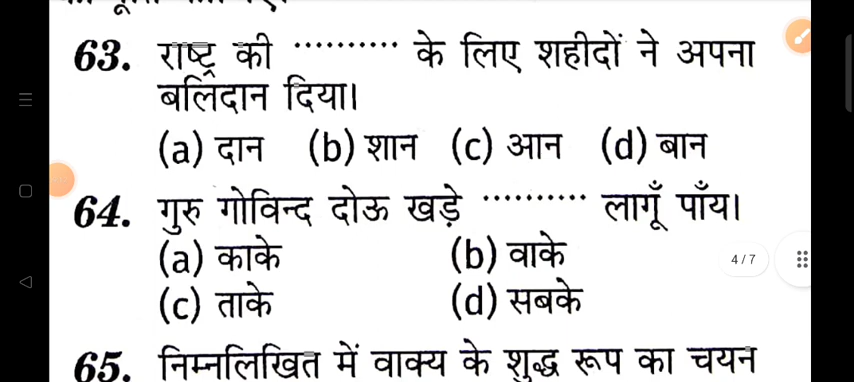 63. राष्ट्र की .......... के लिए शहीदों ने अपना
बलिदान दिया।
(a) दान (b) शान (c) आन (d) बान
64. गुरु गोविन्द दोऊ खड़े .......... लागूँ पाँय।
(a) काके (b) वाके
4/7
(c) ताके (d) सबके
65. निम्नलिखित में वाक्य के शुद्ध रूप का चयन